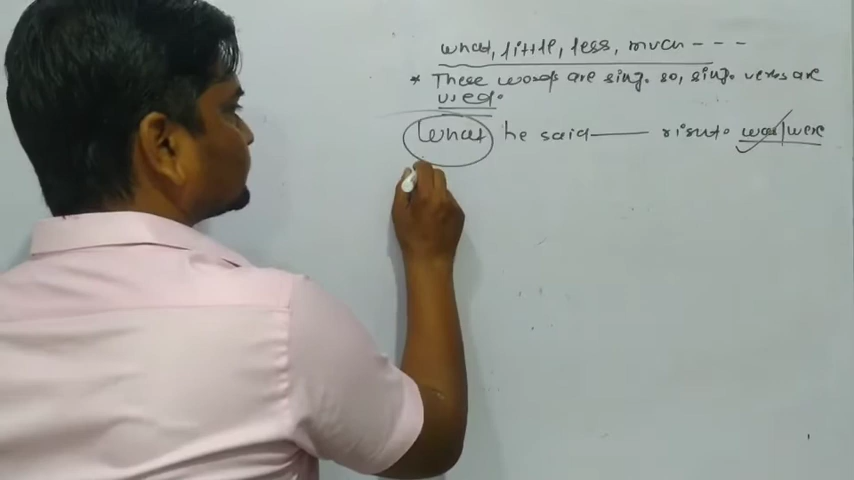 what, little, less, much - - -
* These words are sing. so, sing. verbs are
used.
What he said ——— right. was/were